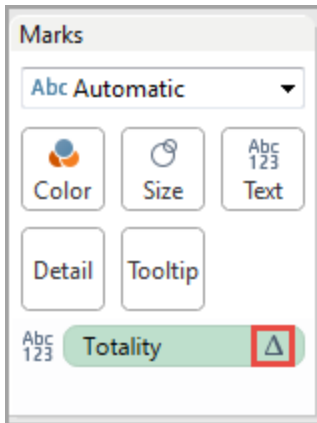 Marks
Abc Automatic
Abc
123
Color Size Text
Detail Tooltip
Abc
123
Totality Δ